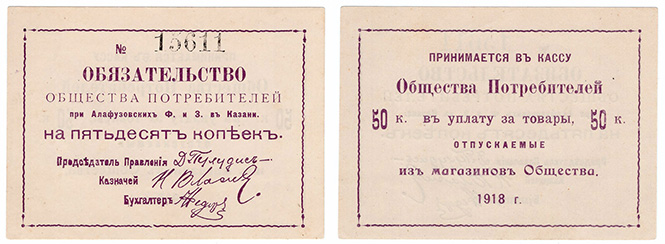 № 15611
ОБЯЗАТЕЛЬСТВО
ОБЩЕСТВА ПОТРЕБИТЕЛЕЙ
при Алафузовскихъ Ф. и З. въ Казани.
на пятьдесятъ копѣекъ.
Предсѣдатель Правленія
Казначей
Бухгалтеръ
ПРИНИМАЕТСЯ ВЪ КАССУ
Общества Потребителей
50 к. въ уплату за товары, 50 к.
ОТПУСКАЕМЫЕ
изъ магазиновъ Общества.
1918 г.